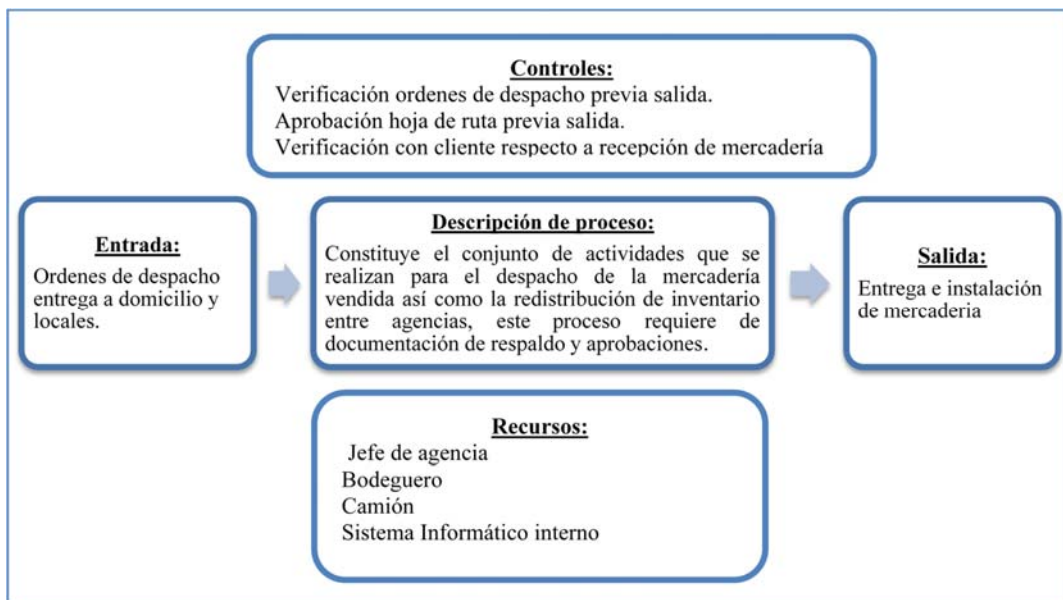 Controles:
Verificación ordenes de despacho previa salida.
Aprobación hoja de ruta previa salida.
Verificación con cliente respecto a recepción de mercadería
Entrada:
Ordenes de despacho
entrega a domicilio y
locales.
Descripción de proceso:
Constituye el conjunto de actividades que se
realizan para el despacho de la mercadería
vendida así como la redistribución de inventario
entre agencias, este proceso requiere de
documentación de respaldo y aprobaciones.
Salida:
Entrega e instalación
de mercaderia
Recursos:
Jefe de agencia
Bodeguero
Camión
Sistema Informático interno